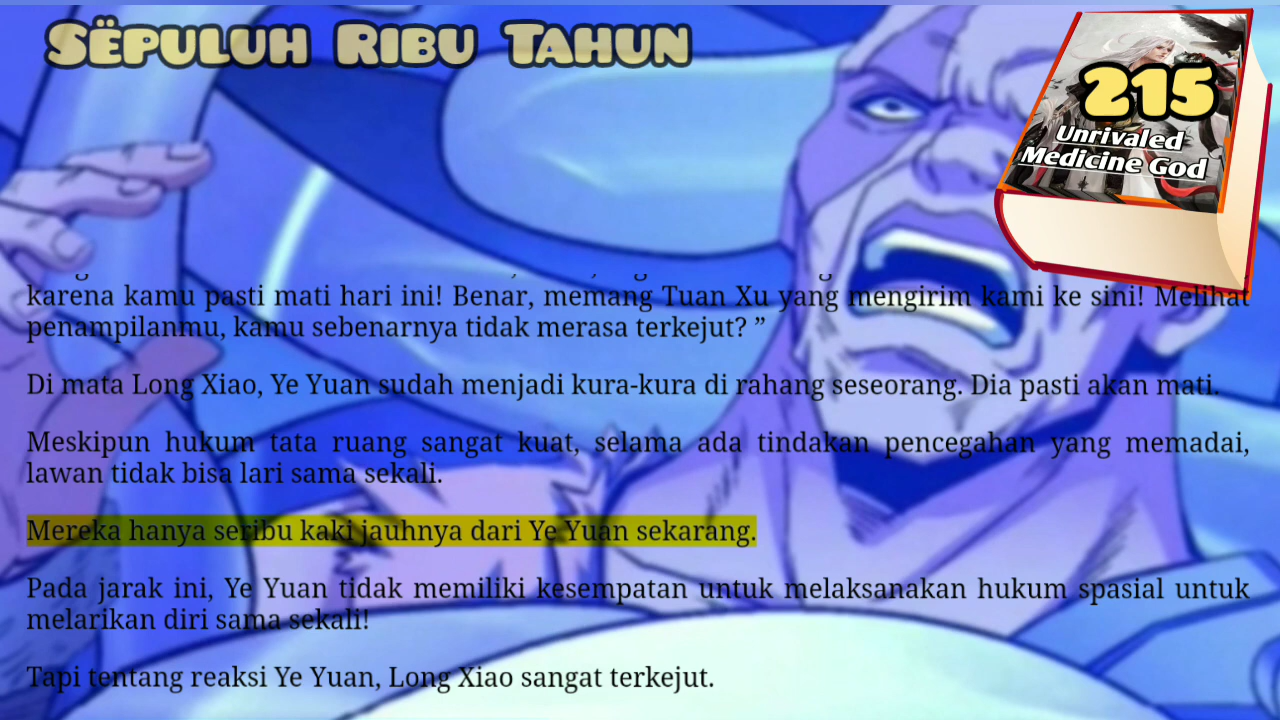 SËPULUH RIBU TAHUN
215
Unrivaled
Medicine God
karena kamu pasti mati hari ini! Benar, memang Tuan Xu yang mengirim kami ke sini! Melihat
penampilanmu, kamu sebenarnya tidak merasa terkejut? ”
Di mata Long Xiao, Ye Yuan sudah menjadi kura-kura di rahang seseorang. Dia pasti akan mati.
Meskipun hukum tata ruang sangat kuat, selama ada tindakan pencegahan yang memadai,
lawan tidak bisa lari sama sekali.
Mereka hanya seribu kaki jauhnya dari Ye Yuan sekarang.
Pada jarak ini, Ye Yuan tidak memiliki kesempatan untuk melaksanakan hukum spasial untuk
melarikan diri sama sekali!
Tapi tentang reaksi Ye Yuan, Long Xiao sangat terkejut.